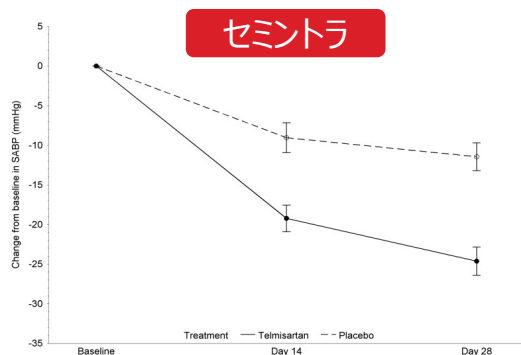 セミントラ
5
0
-5
-10
-15
-20
-25
-30
-35
Change from baseline in SABP (mmHg)
Treatment Telmisartan Placebo
Baseline Day 14 Day 28